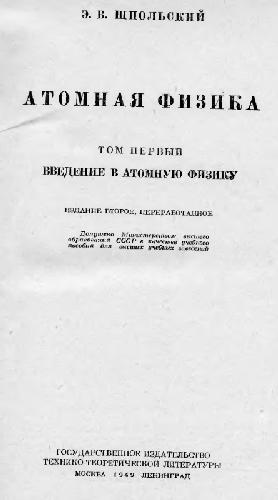 Э. В. ШПОЛЬСКИЙ
АТОМНАЯ ФИЗИКА
ТОМ ПЕРВЫЙ
ВВЕДЕНИЕ В АТОМНУЮ ФИЗИКУ
ИЗДАНИЕ ВТОРОЕ, ПЕРЕРАБОТАННОЕ
Допущено Министерством высшего
образования СССР в качестве учебного
пособия для высших учебных заведений
ГОСУДАРСТВЕННОЕ ИЗДАТЕЛЬСТВО
ТЕХНИКО-ТЕОРЕТИЧЕСКОЙ ЛИТЕРАТУРЫ
МОСКВА 1949 ЛЕНИНГРАД